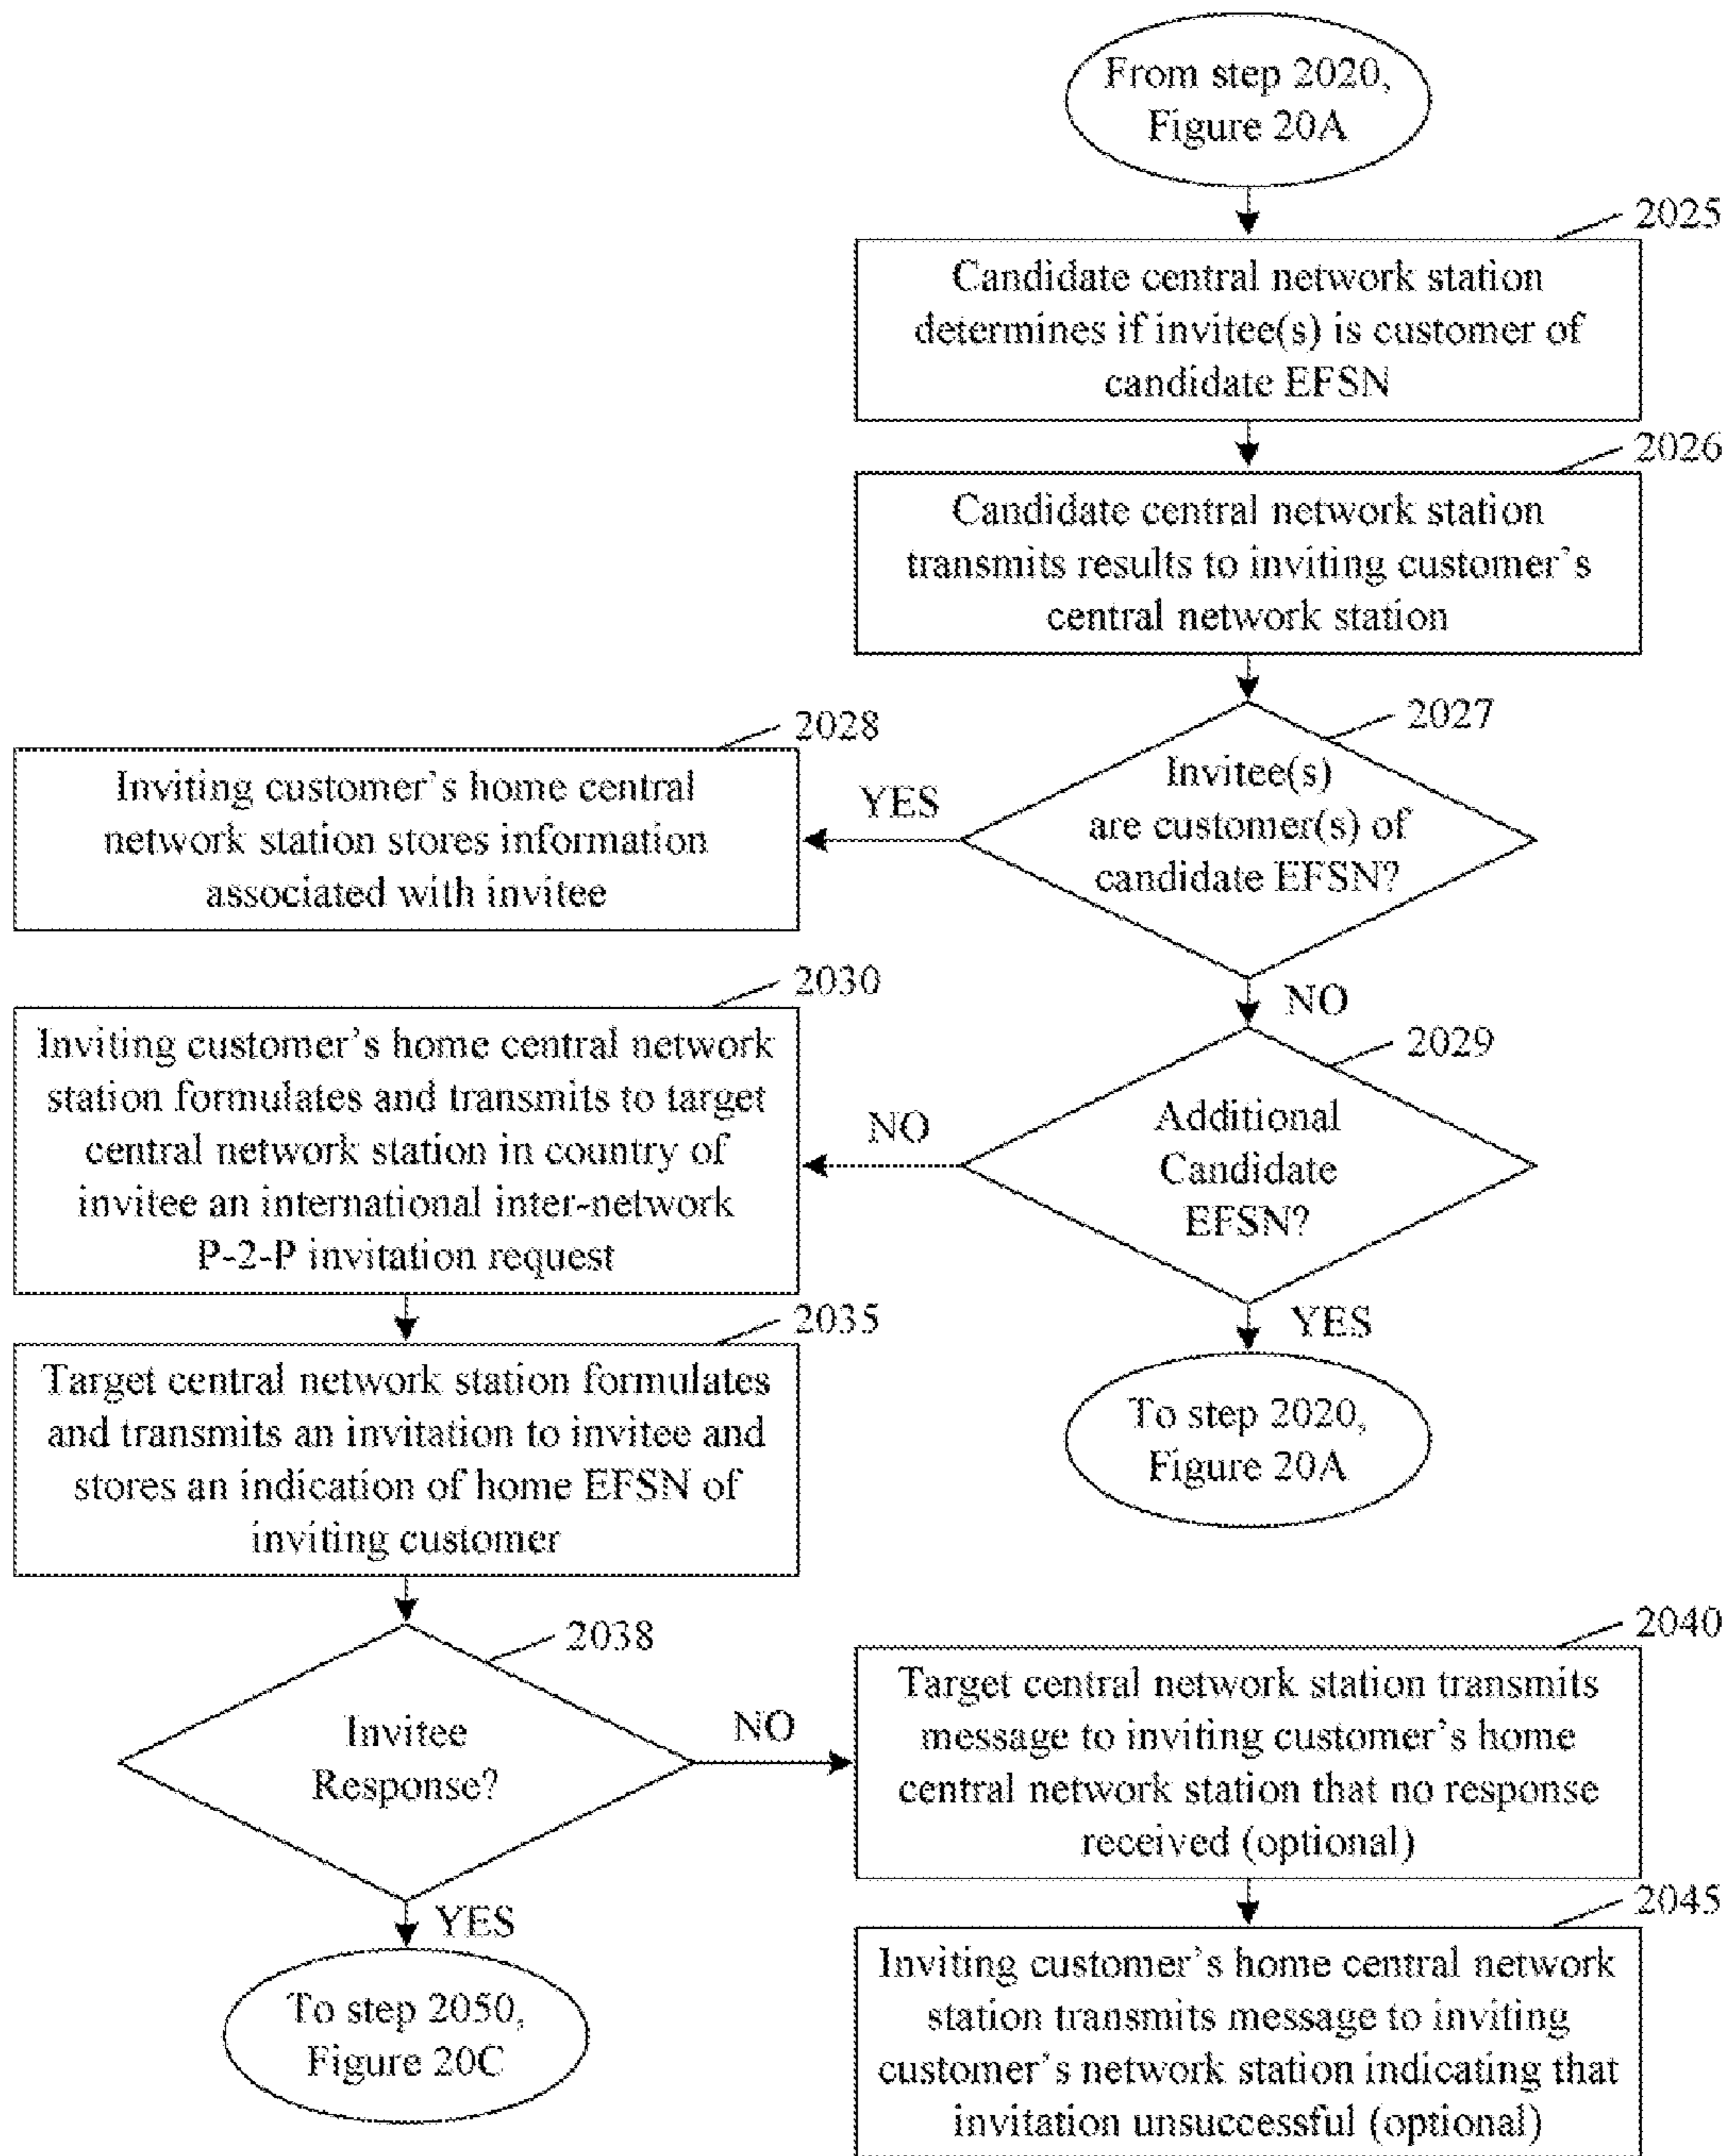 From step 2020,
Figure 20A
2025
Candidate central network station
determines if invitee(s) is customer of
candidate EFSN
2026
Candidate central network station
transmits results to inviting customer's
central network station
2027
Invitee(s)
are customer(s) of
candidate EFSN?
YES
2028
Inviting customer's home central
network station stores information
associated with invitee
NO
2029
Additional
Candidate
EFSN?
NO
YES
To step 2020,
Figure 20A
2030
Inviting customer's home central network
station formulates and transmits to target
central network station in country of
invitee an international inter-network
P-2-P invitation request
2035
Target central network station formulates
and transmits an invitation to invitee and
stores an indication of home EFSN of
inviting customer
2038
Invitee
Response?
NO
YES
To step 2050,
Figure 20C
2040
Target central network station transmits
message to inviting customer's home
central network station that no response
received (optional)
2045
Inviting customer's home central network
station transmits message to inviting
customer's network station indicating that
invitation unsuccessful (optional)